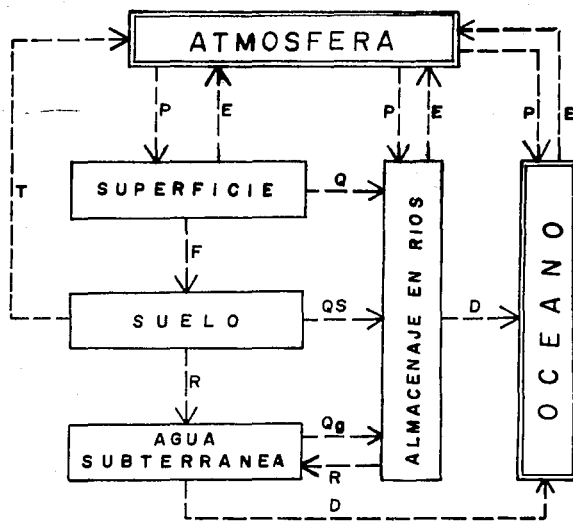 ATMOSFERA
P
E
P
E
P
E
SUPERFICIE
Q
T
F
SUELO
QS
D
ALMACENAJE EN RIOS
OCEANO
R
AGUA
SUBTERRANEA
Qg
R
D